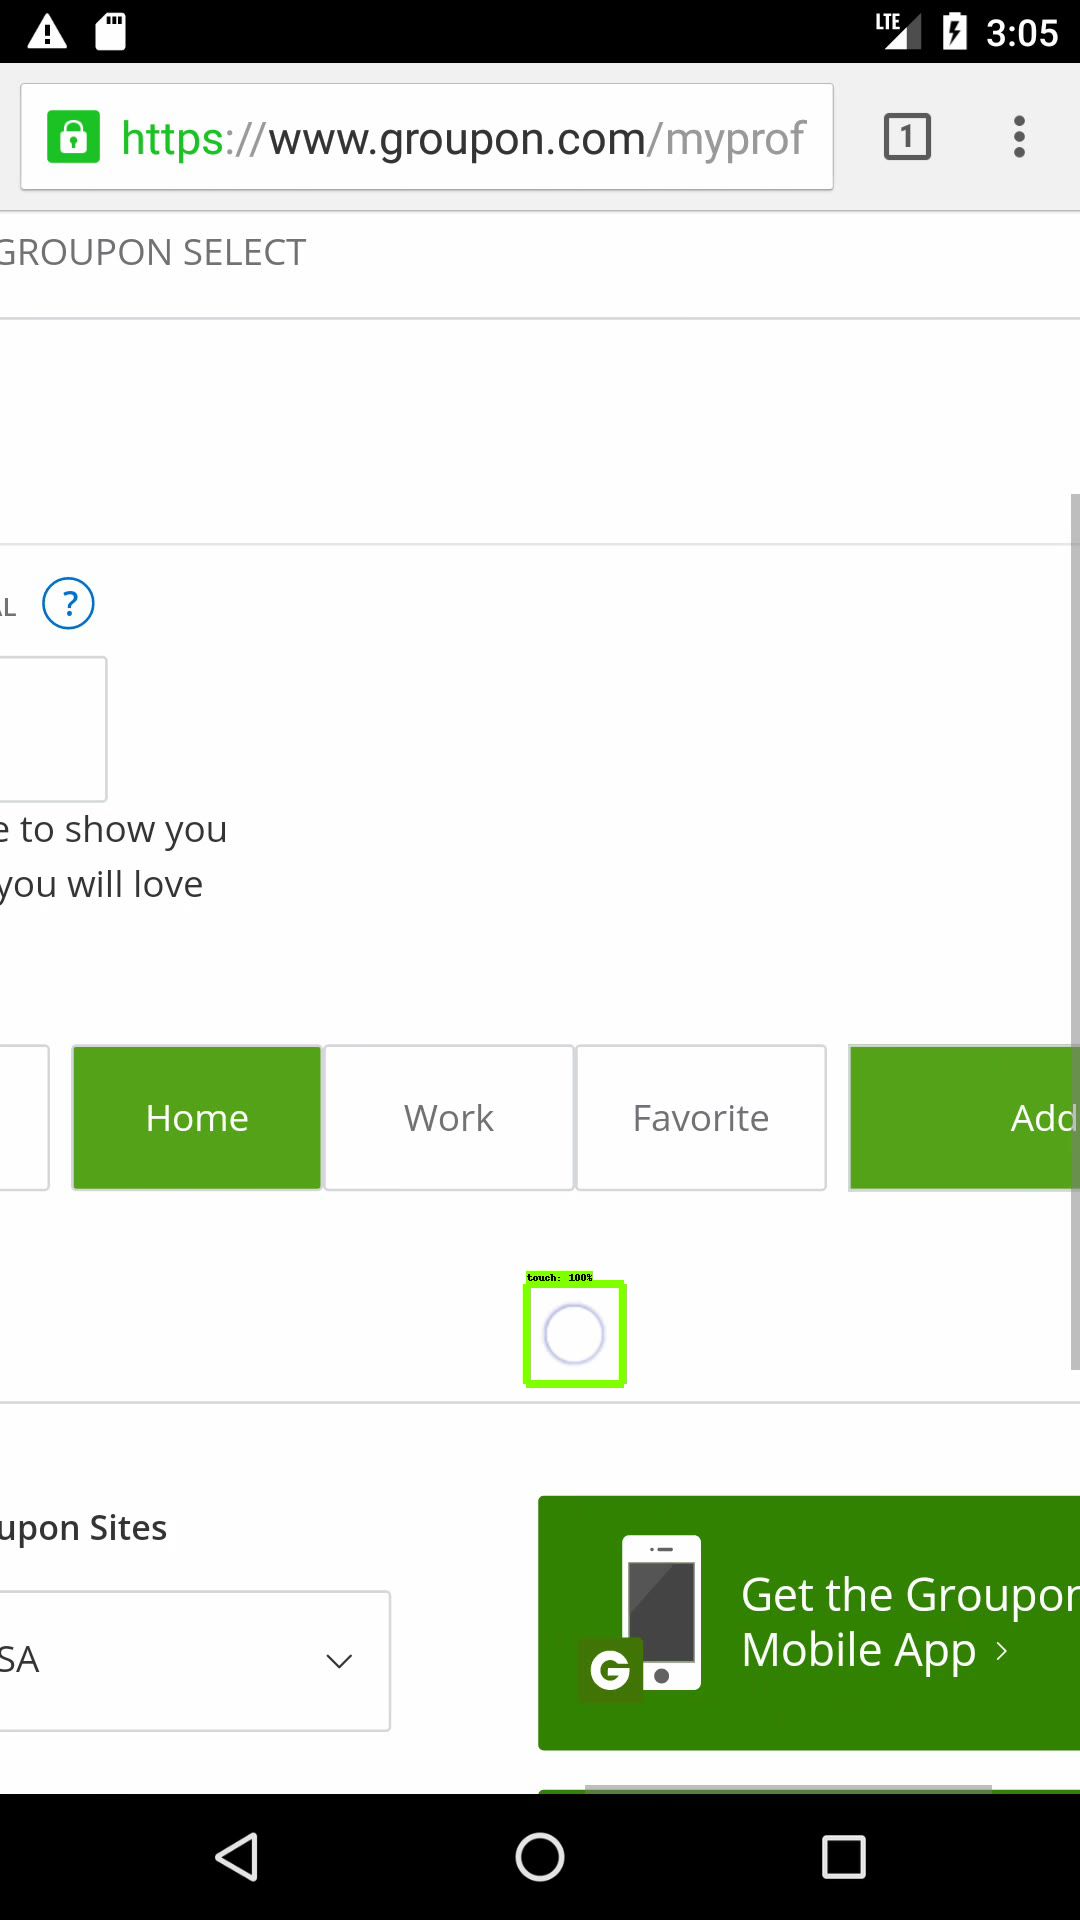 LTE 3:05
https://www.groupon.com/myprof
1
GROUPON SELECT
AL ?
e to show you
you will love
Home Work Favorite Add
touch: 100%
upon Sites
SA
Get the Groupon
Mobile App >
G